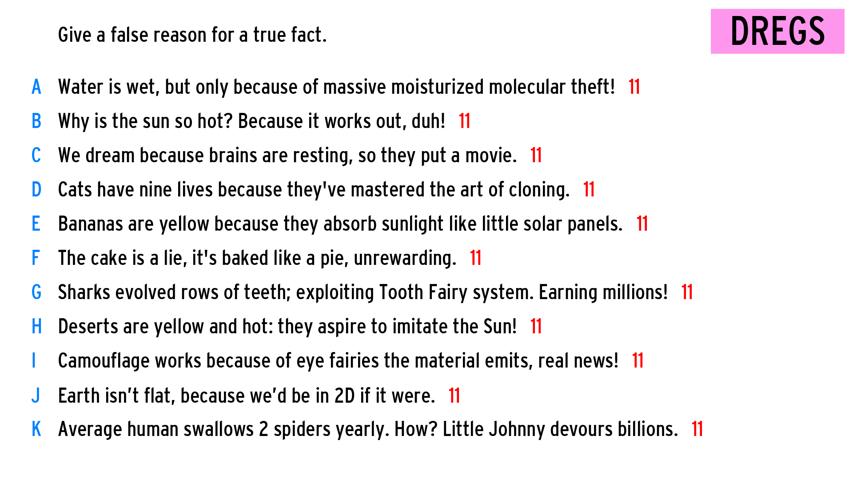 Give a false reason for a true fact.
DREGS
A Water is wet, but only because of massive moisturized molecular theft! 11
B Why is the sun so hot? Because it works out, duh! 11
C We dream because brains are resting, so they put a movie. 11
D Cats have nine lives because they've mastered the art of cloning. 11
E Bananas are yellow because they absorb sunlight like little solar panels. 11
F The cake is a lie, it's baked like a pie, unrewarding. 11
G Sharks evolved rows of teeth; exploiting Tooth Fairy system. Earning millions! 11
H Deserts are yellow and hot: they aspire to imitate the Sun! 11
I Camouflage works because of eye fairies the material emits, real news! 11
J Earth isn’t flat, because we’d be in 2D if it were. 11
K Average human swallows 2 spiders yearly. How? Little Johnny devours billions. 11